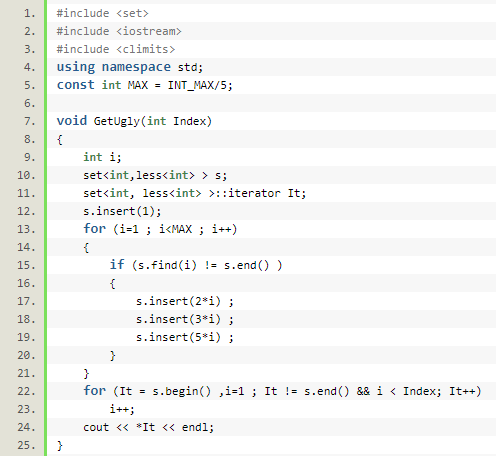 1. #include <set>
2. #include <iostream>
3. #include <climits>
4. using namespace std;
5. const int MAX = INT_MAX/5;
6.
7. void GetUgly(int Index)
8. {
9.     int i;
10.     set<int,less<int> > s;
11.     set<int, less<int> >::iterator It;
12.     s.insert(1);
13.     for (i=1 ; i<MAX ; i++)
14.     {
15.         if (s.find(i) != s.end() )
16.         {
17.             s.insert(2*i) ;
18.             s.insert(3*i) ;
19.             s.insert(5*i) ;
20.         }
21.     }
22.     for (It = s.begin() ,i=1 ; It != s.end() && i < Index; It++)
23.         i++;
24.     cout << *It << endl;
25. }